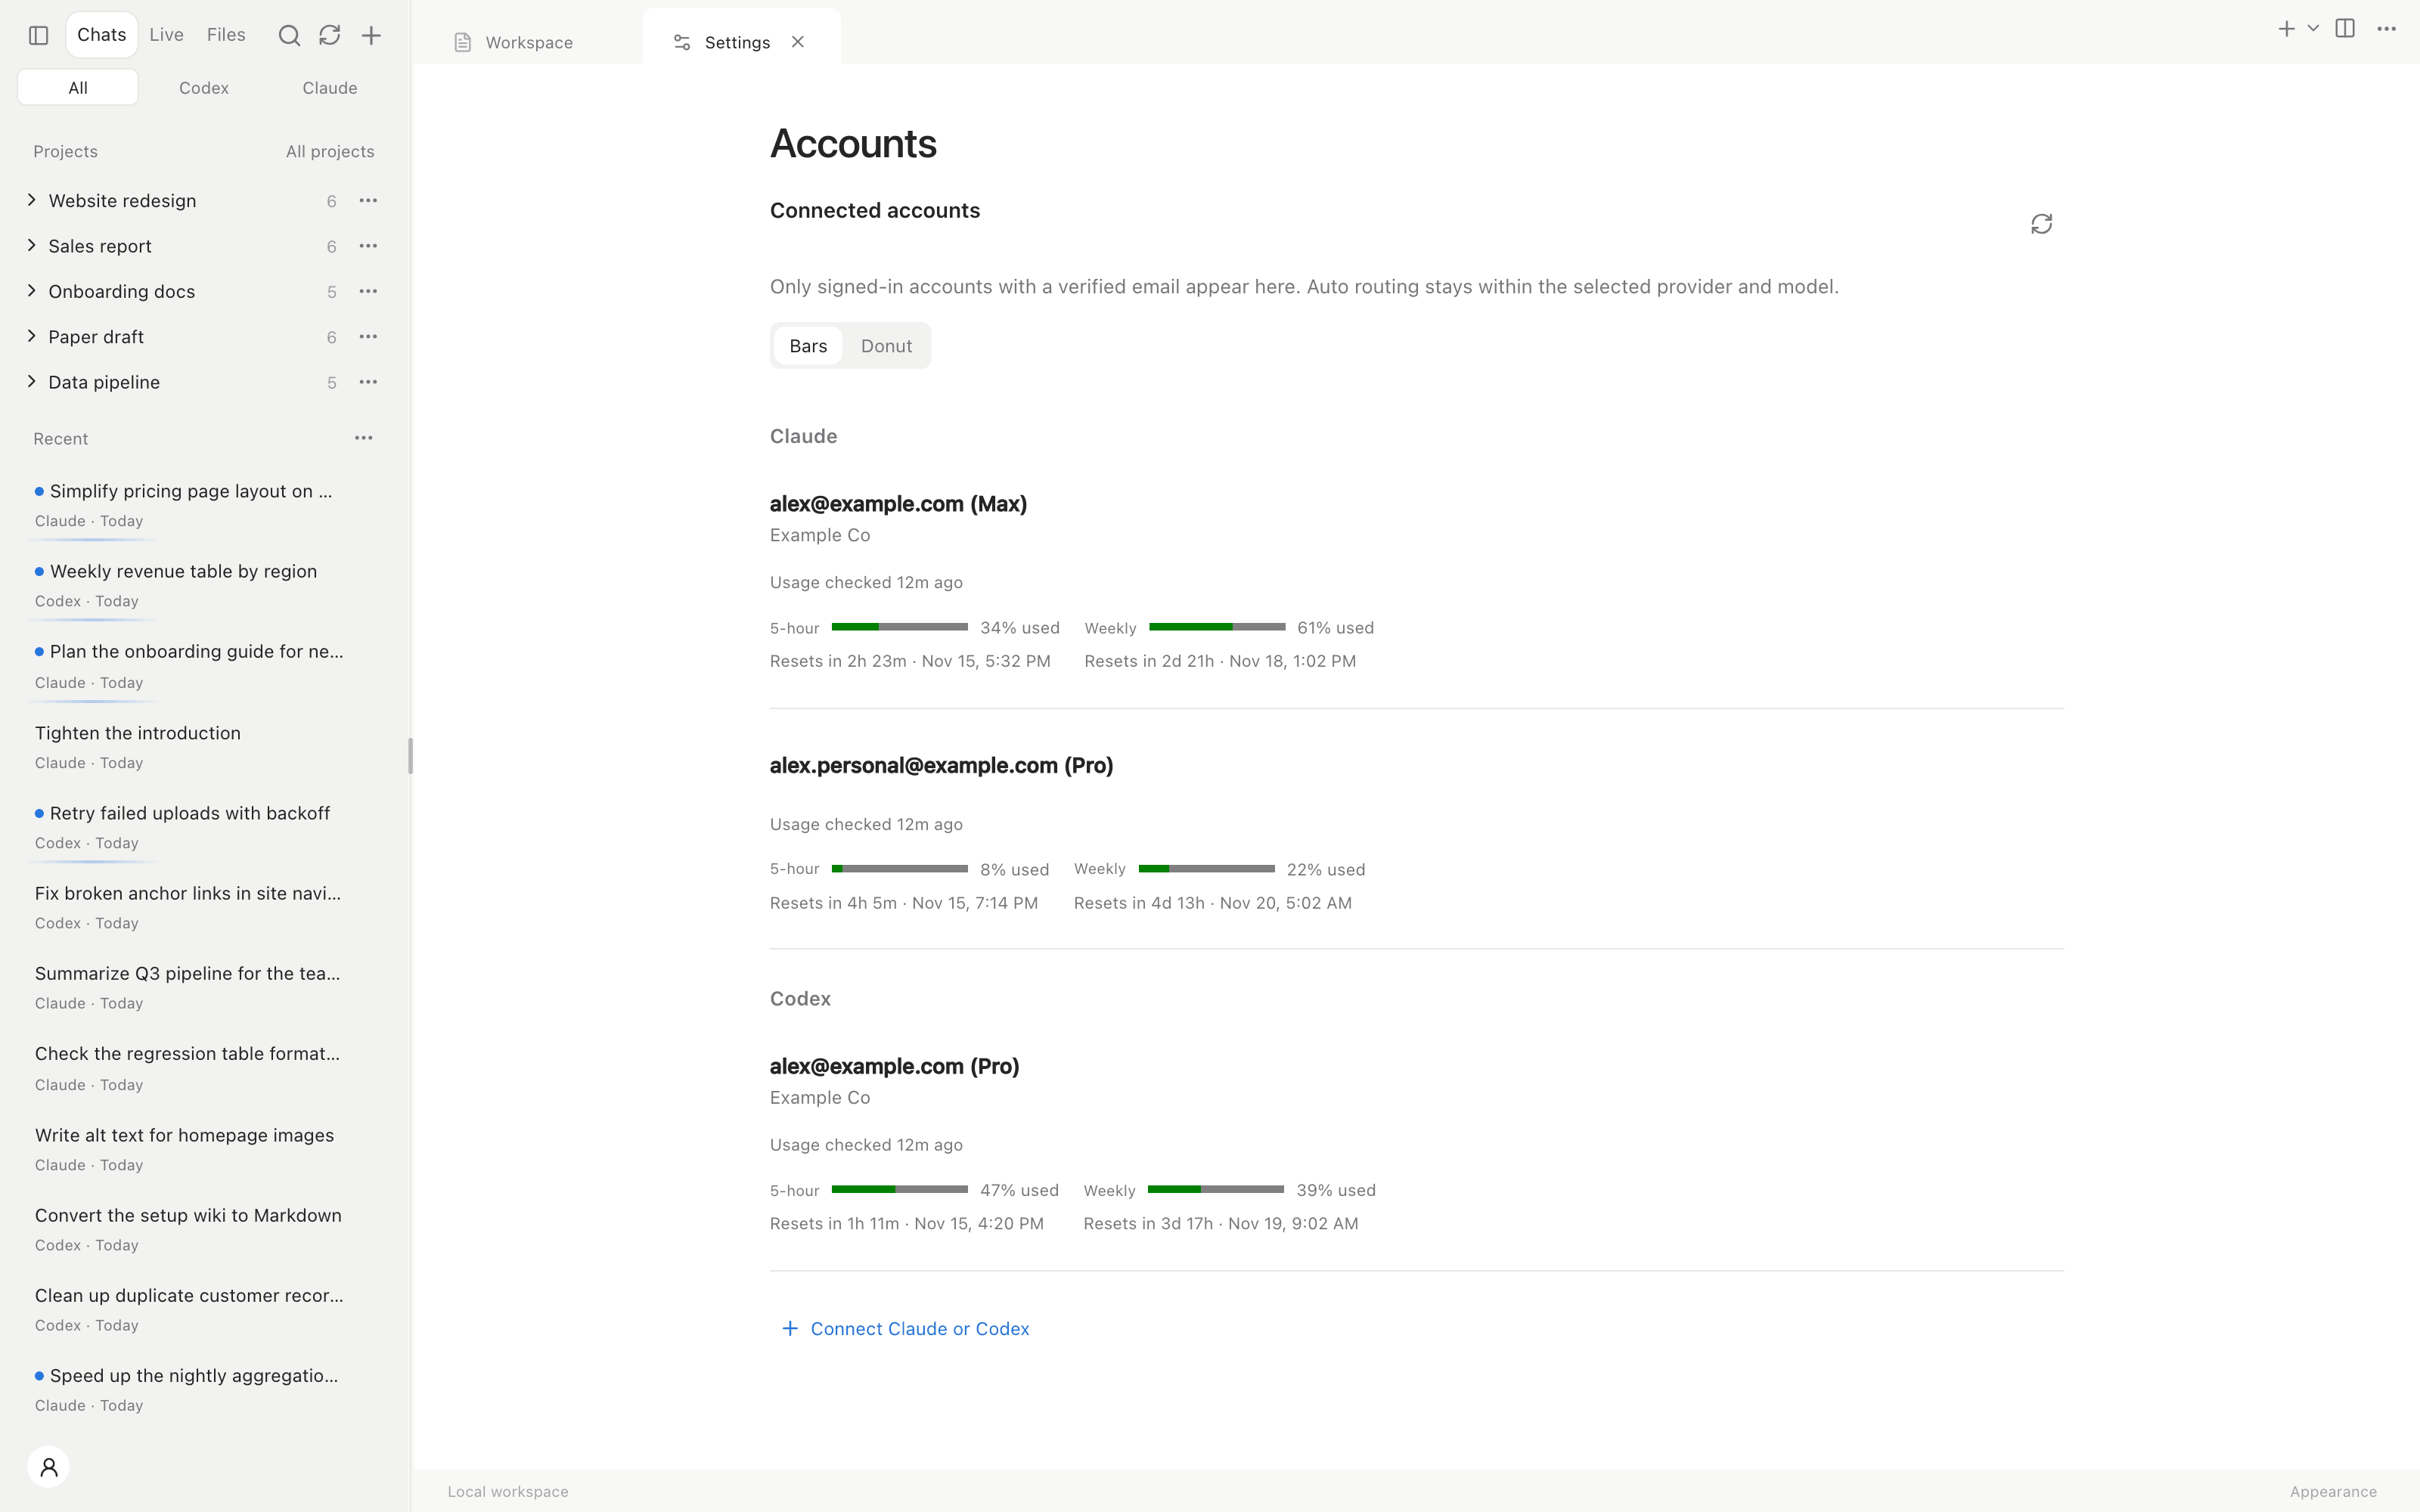 Chats Live Files
All Codex Claude
Projects All projects
Website redesign 6
Sales report 6
Onboarding docs 5
Paper draft 6
Data pipeline 5
Recent
Simplify pricing page layout on ...
Claude · Today
Weekly revenue table by region
Codex · Today
Plan the onboarding guide for ne...
Claude · Today
Tighten the introduction
Claude · Today
Retry failed uploads with backoff
Codex · Today
Fix broken anchor links in site navi...
Codex · Today
Summarize Q3 pipeline for the tea...
Claude · Today
Check the regression table format...
Claude · Today
Write alt text for homepage images
Claude · Today
Convert the setup wiki to Markdown
Codex · Today
Clean up duplicate customer recor...
Codex · Today
Speed up the nightly aggregatio...
Claude · Today
Workspace Settings
Accounts
Connected accounts
Only signed-in accounts with a verified email appear here. Auto routing stays within the selected provider and model.
Bars Donut
Claude
alex@example.com (Max)
Example Co
Usage checked 12m ago
5-hour 34% used Weekly 61% used
Resets in 2h 23m · Nov 15, 5:32 PM Resets in 2d 21h · Nov 18, 1:02 PM
alex.personal@example.com (Pro)
Usage checked 12m ago
5-hour 8% used Weekly 22% used
Resets in 4h 5m · Nov 15, 7:14 PM Resets in 4d 13h · Nov 20, 5:02 AM
Codex
alex@example.com (Pro)
Example Co
Usage checked 12m ago
5-hour 47% used Weekly 39% used
Resets in 1h 11m · Nov 15, 4:20 PM Resets in 3d 17h · Nov 19, 9:02 AM
Connect Claude or Codex
Local workspace Appearance